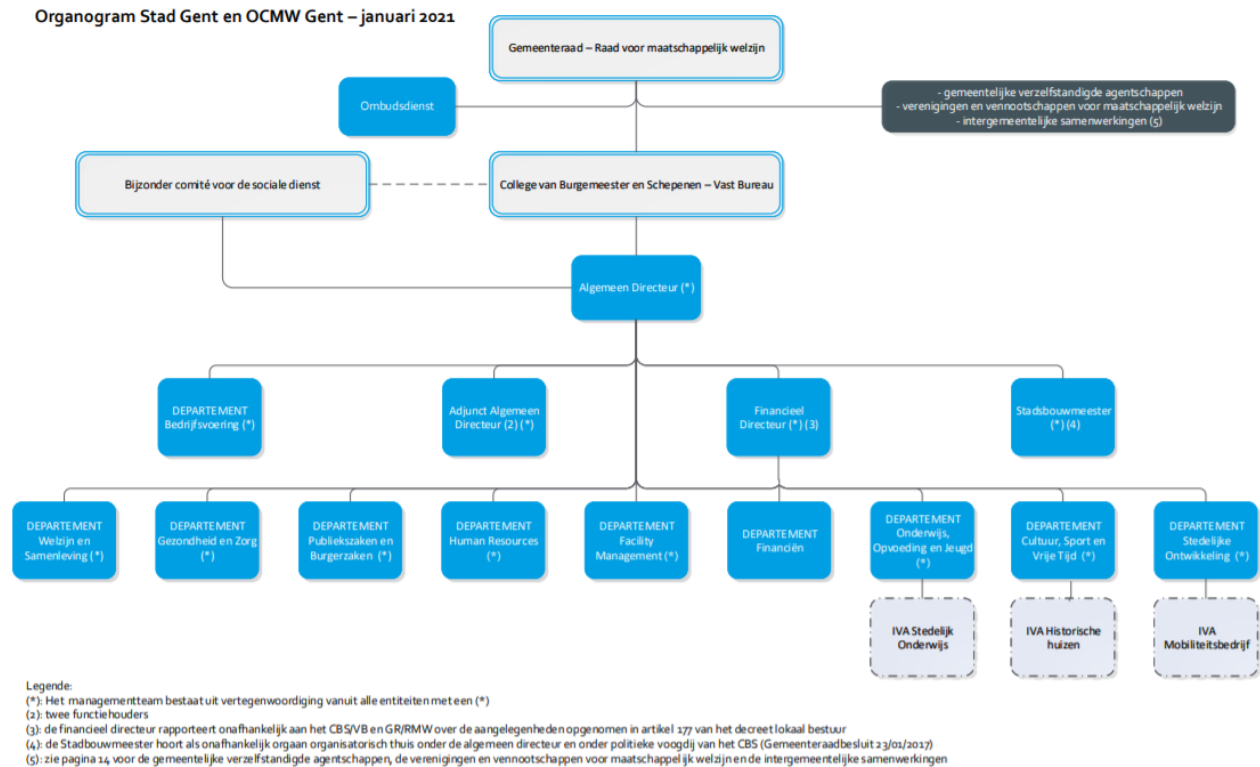 Organogram Stad Gent en OCMW Gent – januari 2021
Gemeenteraad – Raad voor maatschappelijk welzijn
Ombudsdienst
- gemeentelijke verzelfstandigde agentschappen
- verenigingen en vennootschappen voor maatschappelijk welzijn
- intergemeentelijke samenwerkingen (5)
Bijzonder comité voor de sociale dienst
College van Burgemeester en Schepenen – Vast Bureau
Algemeen Directeur (*)
DEPARTEMENT
Bedrijfsvoering (*)
Adjunct Algemeen
Directeur (2) (*)
Financieel
Directeur (*) (3)
Stadsbouwmeester
(*) (4)
DEPARTEMENT
Welzijn en
Samenleving (*)
DEPARTEMENT
Gezondheid en Zorg
(*)
DEPARTEMENT
Publiekszaken en
Burgerzaken (*)
DEPARTEMENT
Human Resources
(*)
DEPARTEMENT
Facility
Management (*)
DEPARTEMENT
Financiën
DEPARTEMENT
Onderwijs,
Opvoeding en Jeugd
(*)
DEPARTEMENT
Cultuur, Sport en
Vrije Tijd (*)
DEPARTEMENT
Stedelijke
Ontwikkeling (*)
IVA Stedelijk
Onderwijs
IVA Historische
huizen
IVA
Mobiliteitsbedrijf
Legende:
(*): Het managementteam bestaat uit vertegenwoordiging vanuit alle entiteiten met een (*)
(2): twee functiehouders
(3): de financieel directeur rapporteert onafhankelijk aan het CBS/VB en GR/RMW over de aangelegenheden opgenomen in artikel 177 van het decreet lokaal bestuur
(4): de Stadbouwmeester hoort als onafhankelijk orgaan organisatorisch thuis onder de algemeen directeur en onder politieke voogdij van het CBS (Gemeenteraadbesluit 23/01/2017)
(5): zie pagina 14 voor de gemeentelijke verzelfstandigde agentschappen, de verenigingen en vennootschappen voor maatschappelijk welzijn en de intergemeentelijke samenwerkingen